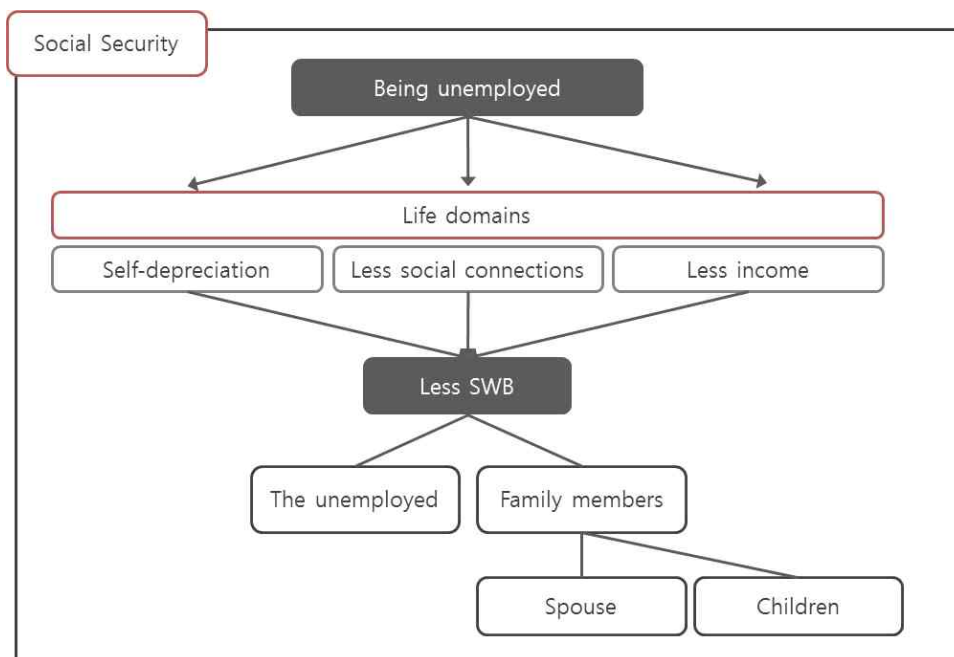 Social Security
Being unemployed
Life domains
Self-depreciation
Less social connections
Less income
Less SWB
The unemployed
Family members
Spouse
Children